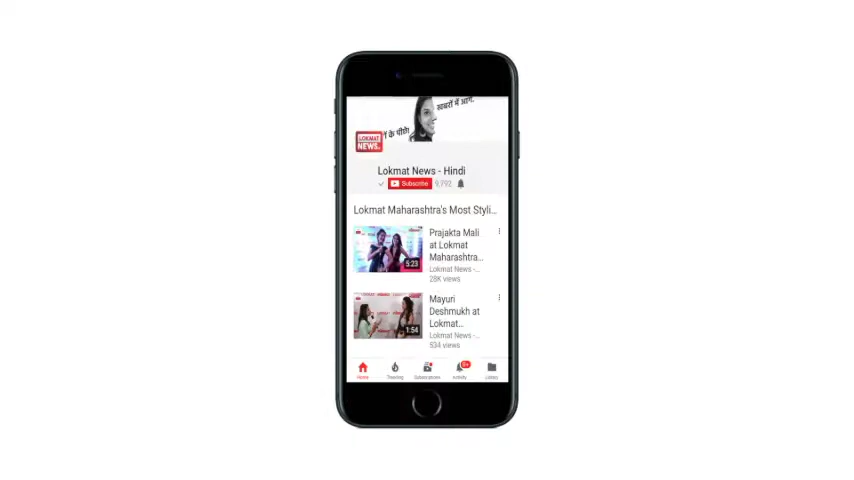 खबरों में आगे,
के पीछे
LOKMAT
NEWS
Lokmat News - Hindi
Subscribe 9,792
Lokmat Maharashtra's Most Styli...
Prajakta Mali
at Lokmat
Maharashtra...
Lokmat News -...
28K views
5:23
Mayuri
Deshmukh at
Lokmat...
Lokmat News -...
534 views
1:54
Home Trending Subscriptions Activity Library